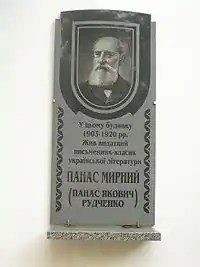 У цьому будинку
1903-1920 рр.
Жив видатний
письменник-класик
української літератури
ПАНАС МИРНИЙ
(ПАНАС ЯКОВИЧ)
РУДЧЕНКО